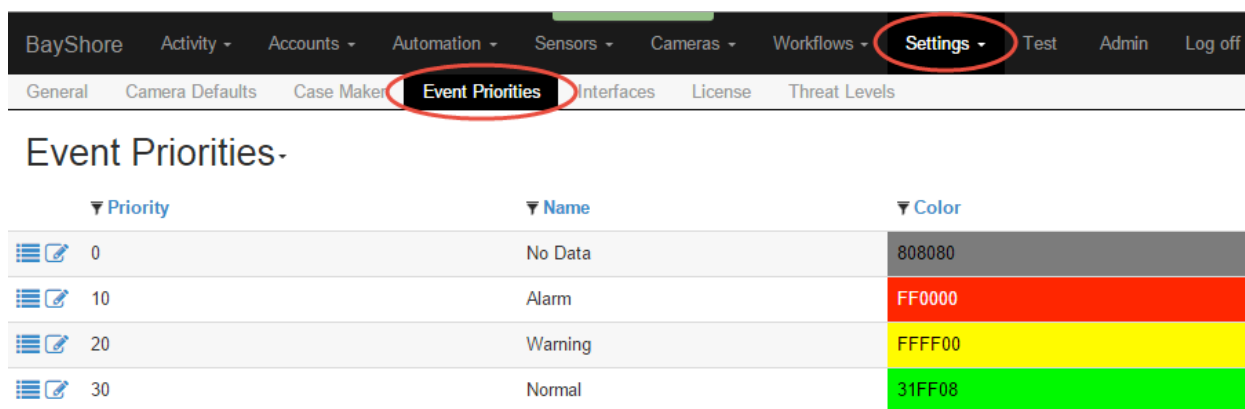 BayShore Activity Accounts Automation Sensors Cameras Workflows Settings Test Admin Log off
General Camera Defaults Case Maker Event Priorities Interfaces License Threat Levels
Event Priorities
Priority Name Color
0 No Data 808080
10 Alarm FF0000
20 Warning FFFF00
30 Normal 31FF08